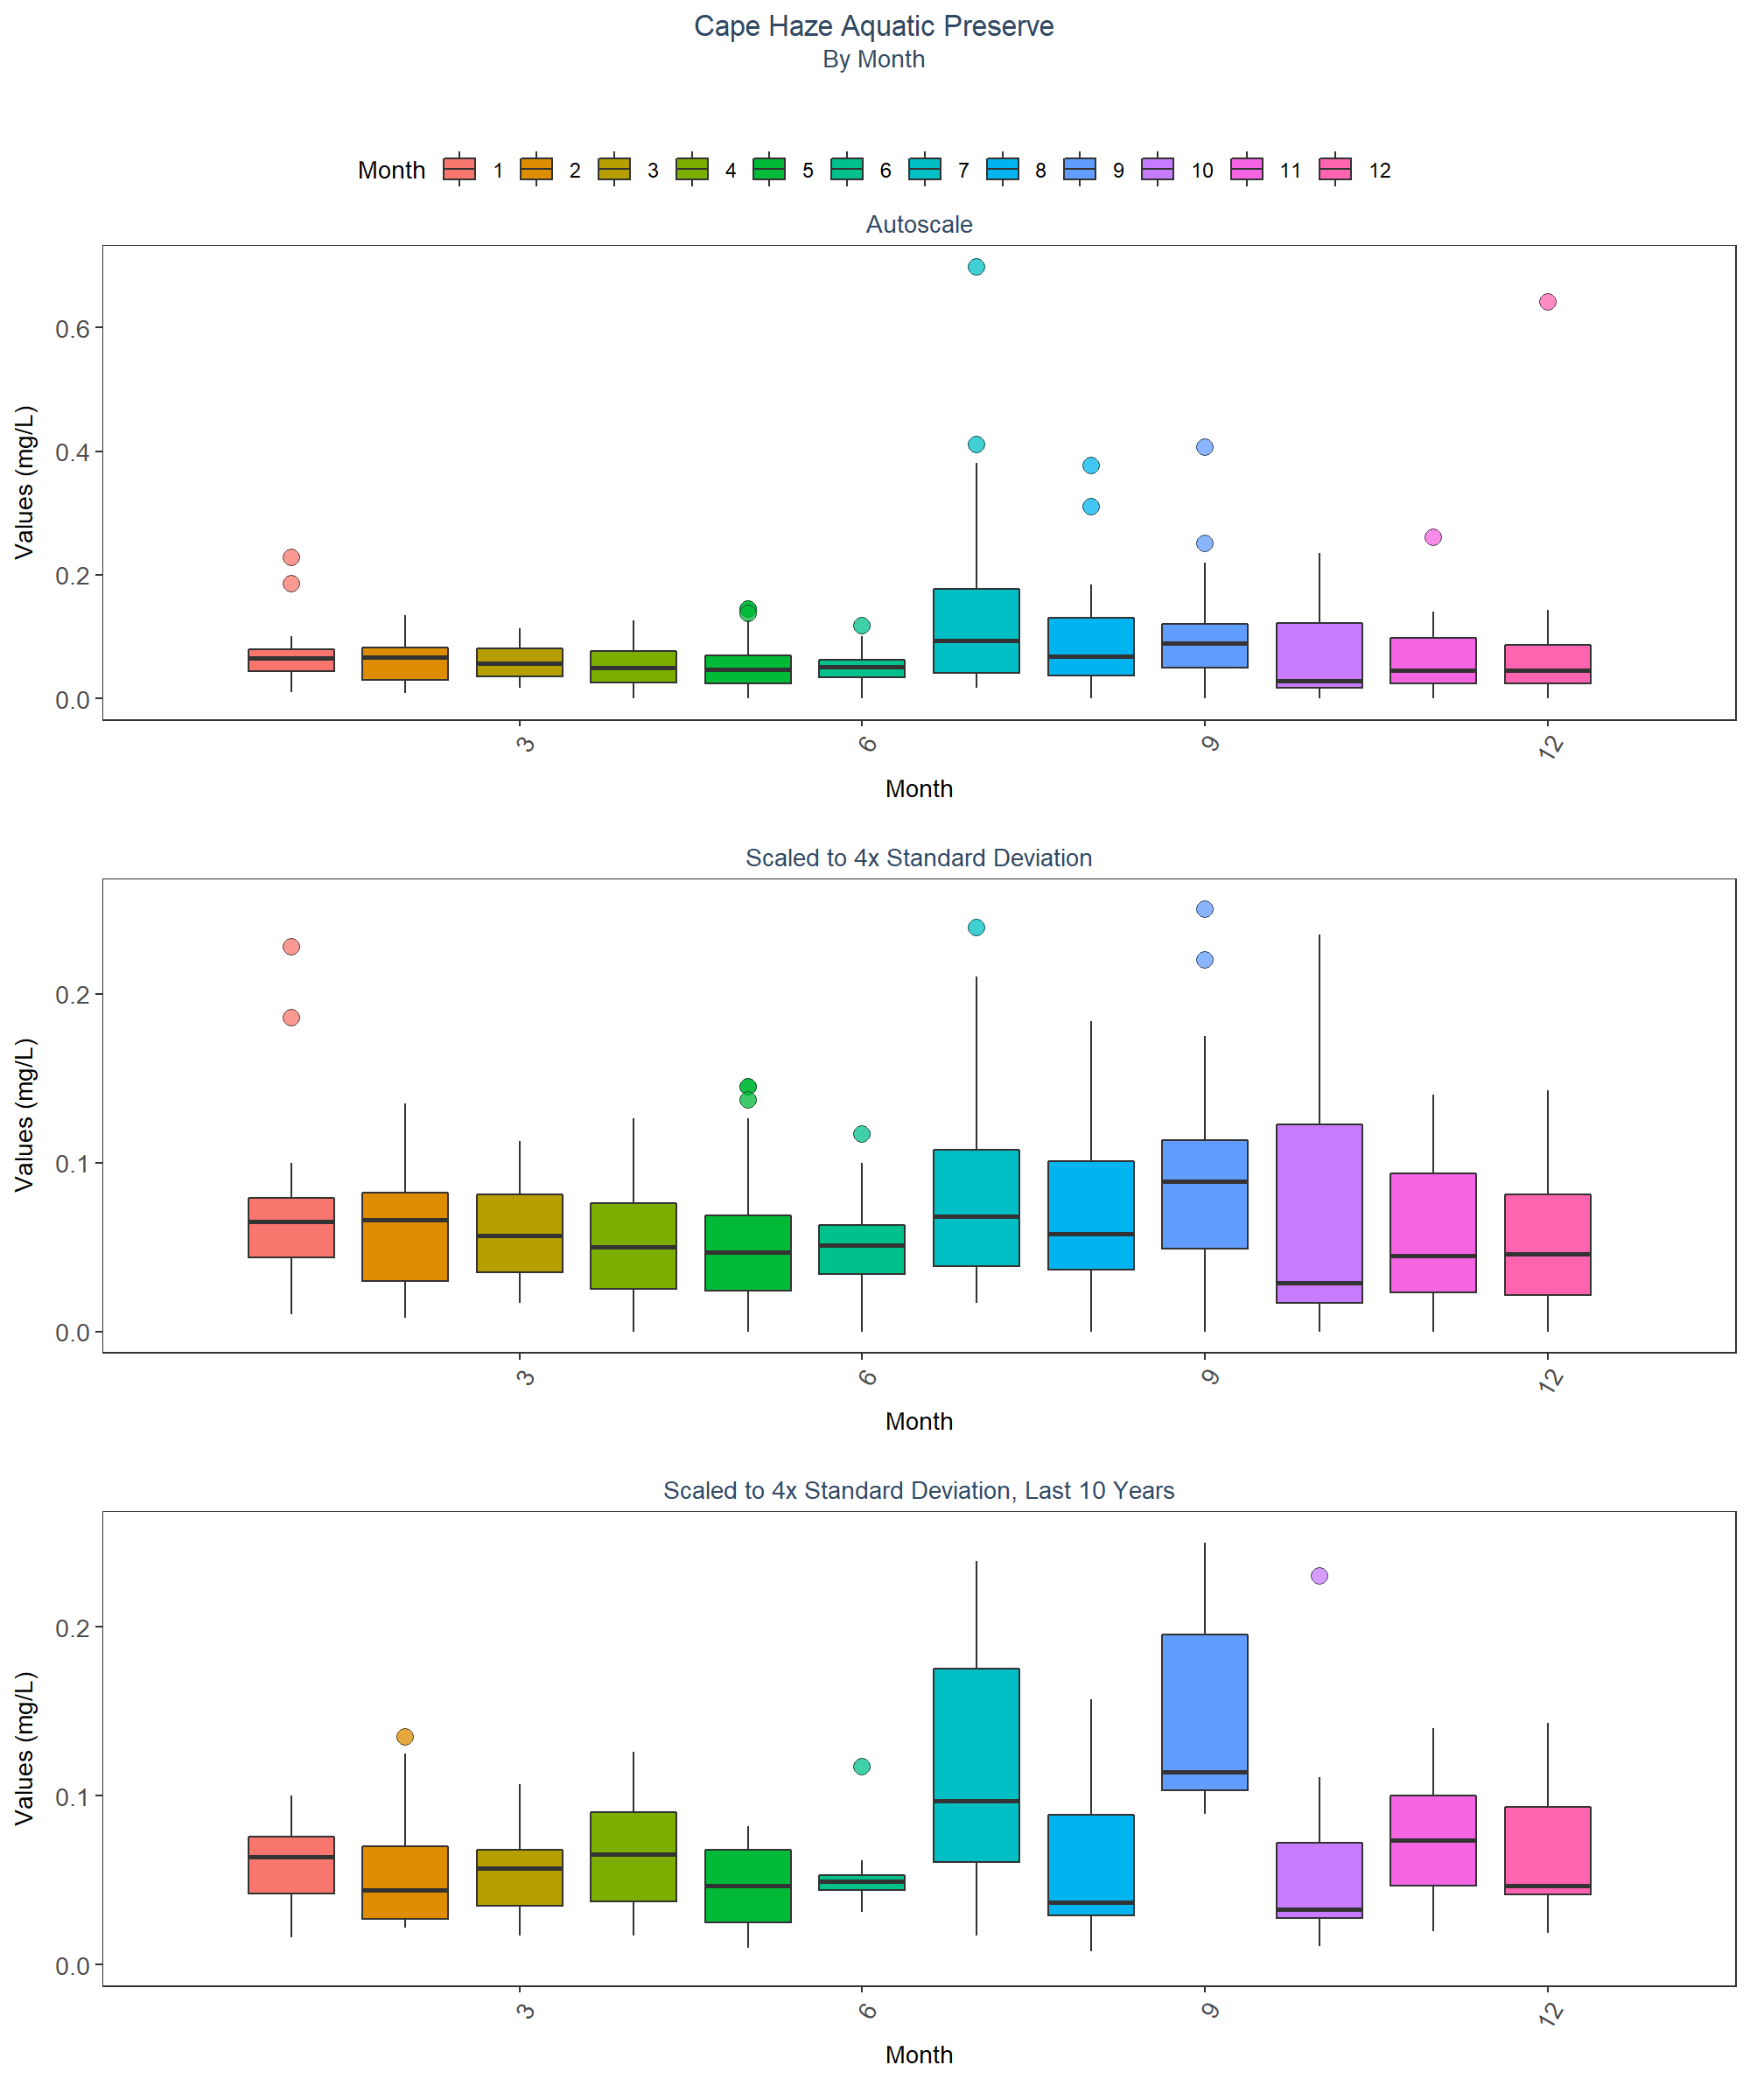 Cape Haze Aquatic Preserve
By Month
Month 1 2 3 4 5 6 7 8 9 10 11 12
Autoscale
Values (mg/L)
0.6
0.4
0.2
0.0
3 6 9 12
Month
Scaled to 4x Standard Deviation
Values (mg/L)
0.2
0.1
0.0
3 6 9 12
Month
Scaled to 4x Standard Deviation, Last 10 Years
Values (mg/L)
0.2
0.1
0.0
3 6 9 12
Month